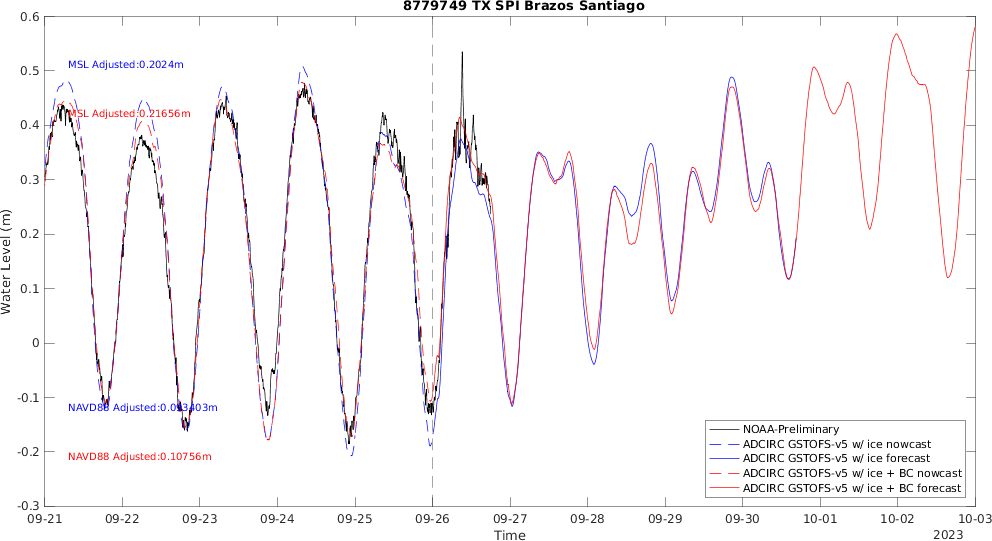 8779749 TX SPI Brazos Santiago
0.6
0.5
0.4
0.3
0.2
0.1
0
-0.1
-0.2
-0.3
Water Level (m)
MSL Adjusted:0.2024m
MSL Adjusted:0.21656m
NAVD88 Adjusted:0.093403m
NAVD88 Adjusted:0.10756m
NOAA-Preliminary
ADCIRC GSTOFS-v5 w/ ice nowcast
ADCIRC GSTOFS-v5 w/ ice forecast
ADCIRC GSTOFS-v5 w/ ice + BC nowcast
ADCIRC GSTOFS-v5 w/ ice + BC forecast
09-21 09-22 09-23 09-24 09-25 09-26 09-27 09-28 09-29 09-30 10-01 10-02 10-03
Time
2023